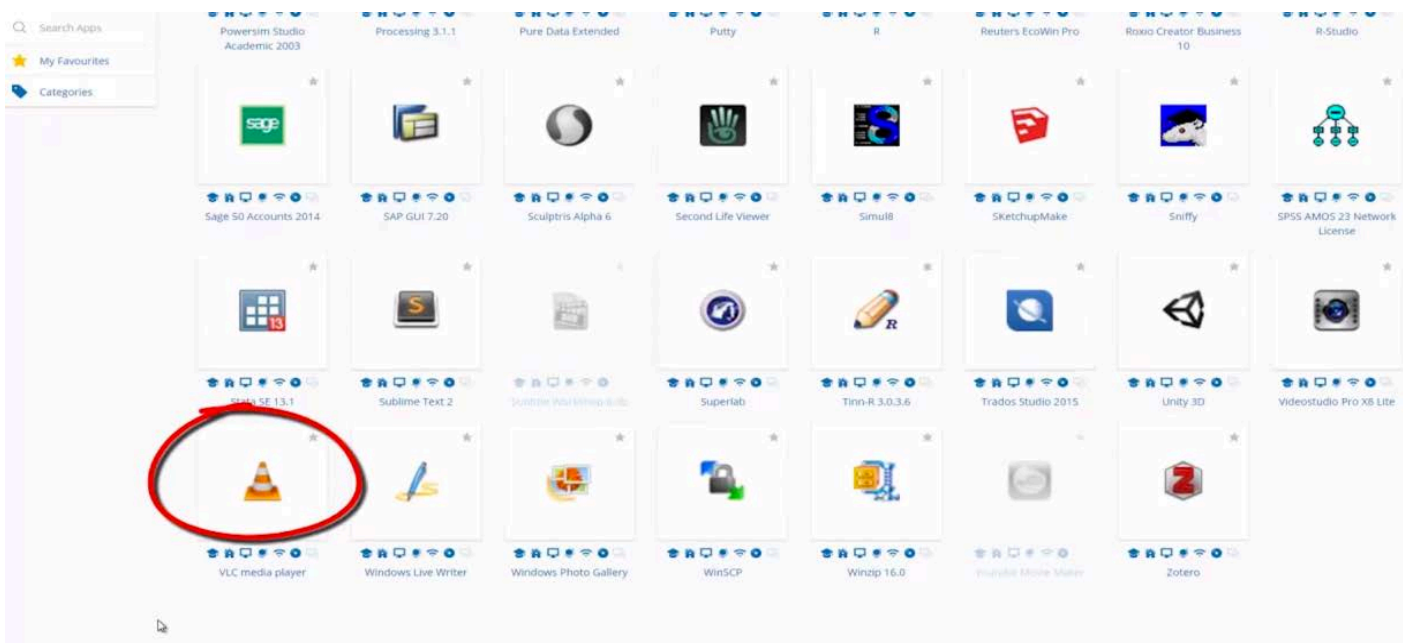 Search Apps
My Favourites
Categories
Powersim Studio
Academic 2003
Processing 3.1.1
Pure Data Extended
Putty
R
Reuters EcoWin Pro
Roxio Creator Business
10
R-Studio
sage
Sage 50 Accounts 2014
SAP GUI 7.20
Sculptris Alpha 6
Second Life Viewer
Simul8
SKetchupMake
Sniffy
SPSS AMOS 23 Network
License
13
S
R
Stata SE 13.1
Sublime Text 2
Superlab
Tinn-R 3.0.3.6
Trados Studio 2015
Unity 3D
Videostudio Pro X6 Lite
Z
VLC media player
Windows Live Writer
Windows Photo Gallery
WinSCP
Winzip 16.0
Movie Maker
Zotero